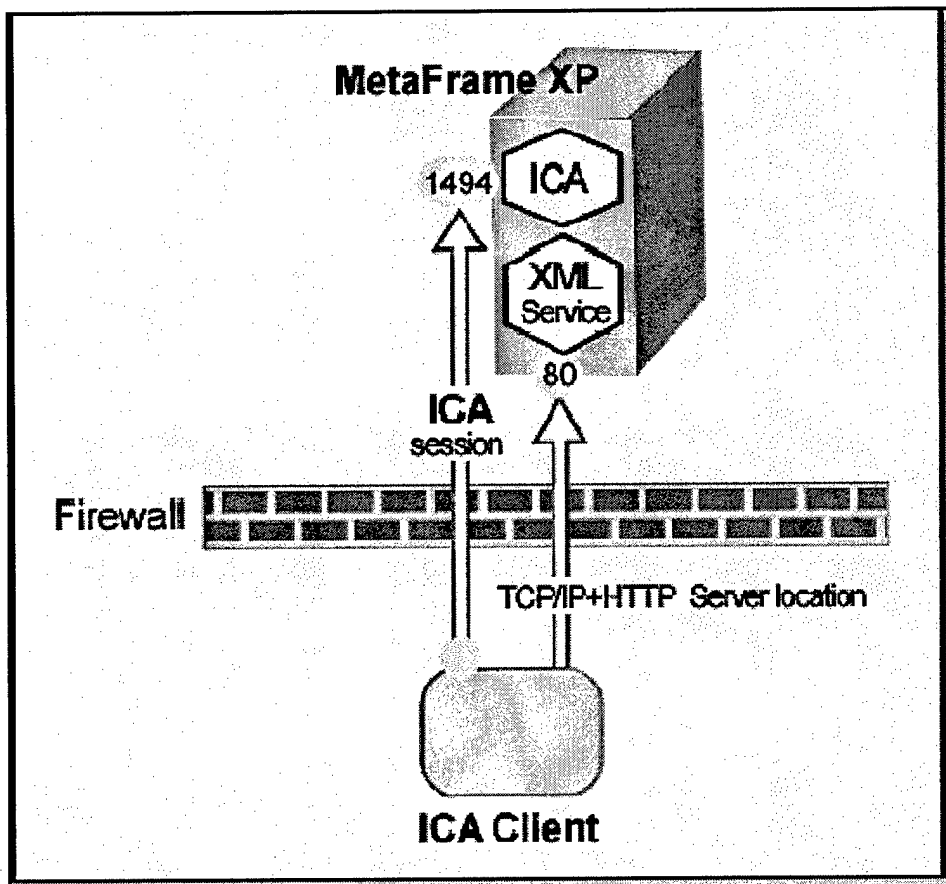 MetaFrame XP
1494
ICA
XML
Service
80
ICA
session
Firewall
TCP/IP+HTTP Server location
ICA Client